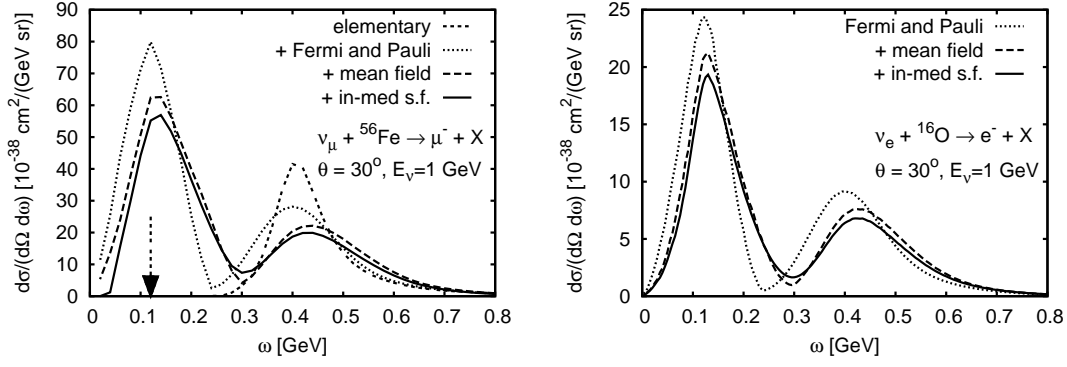 elementary
+ Fermi and Pauli
+ mean field
+ in-med s.f.
ν_μ + ⁵⁶Fe → μ⁻ + X
θ = 30°, E_ν=1 GeV
dσ/(dΩ dω) [10⁻³⁸ cm²/(GeV sr)]
90
80
70
60
50
40
30
20
10
0
0 0.1 0.2 0.3 0.4 0.5 0.6 0.7 0.8
ω [GeV]
Fermi and Pauli
+ mean field
+ in-med s.f.
ν_e + ¹⁶O → e⁻ + X
θ = 30°, E_ν=1 GeV
dσ/(dΩ dω) [10⁻³⁸ cm²/(GeV sr)]
25
20
15
10
5
0
0 0.1 0.2 0.3 0.4 0.5 0.6 0.7 0.8
ω [GeV]